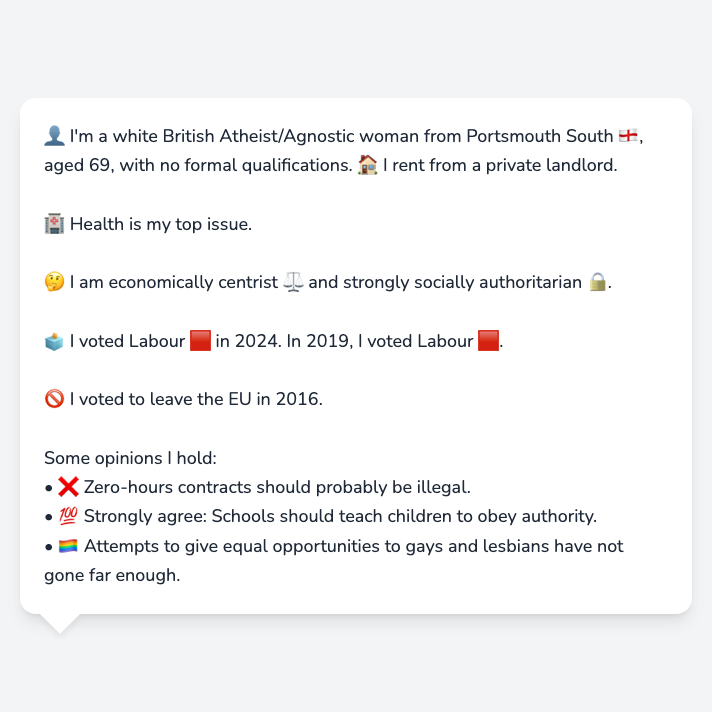 👤 I'm a white British Atheist/Agnostic woman from Portsmouth South 🏴󠁧󠁢󠁥󠁮󠁧󠁿,
aged 69, with no formal qualifications. 🏠 I rent from a private landlord.
🏥 Health is my top issue.
🤔 I am economically centrist ⚖️ and strongly socially authoritarian 🔒.
🗳️ I voted Labour 🟥 in 2024. In 2019, I voted Labour 🟥.
🚫 I voted to leave the EU in 2016.
Some opinions I hold:
• ❌ Zero-hours contracts should probably be illegal.
• 💯 Strongly agree: Schools should teach children to obey authority.
• 🏳️‍🌈 Attempts to give equal opportunities to gays and lesbians have not
gone far enough.